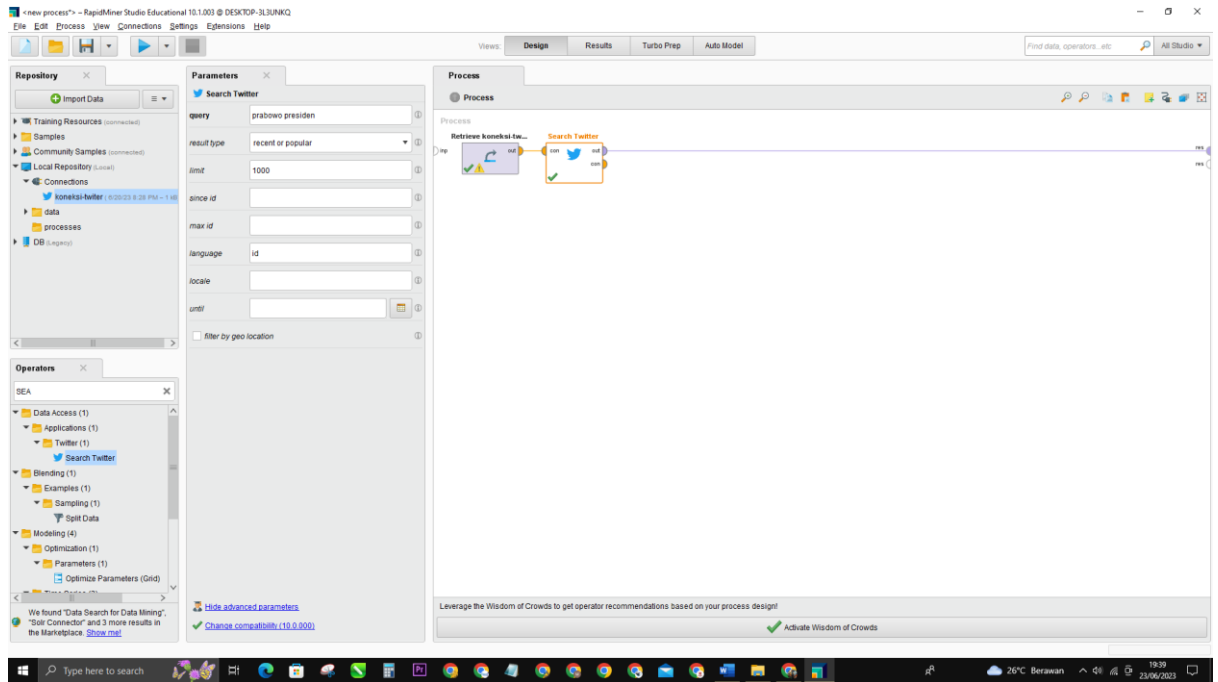 <new process*> – RapidMiner Studio Educational 10.1.003 @ DESKTOP-3L3UNKQ
File Edit Process View Connections Settings Extensions Help
Views: Design Results Turbo Prep Auto Model
Find data, operators...etc All Studio
Repository
Import Data
Training Resources (connected)
Samples
Community Samples (connected)
Local Repository (Local)
Connections
koneksi-twiter (6/20/23 8:28 PM – 1 kB
data
processes
DB (Legacy)
Operators
SEA
Data Access (1)
Applications (1)
Twitter (1)
Search Twitter
Blending (1)
Examples (1)
Sampling (1)
Split Data
Modeling (4)
Optimization (1)
Parameters (1)
Optimize Parameters (Grid)
We found "Data Search for Data Mining",
"Solr Connector" and 3 more results in
the Marketplace. Show me!
Parameters
Search Twitter
query prabowo presiden
result type recent or popular
limit 1000
since id
max id
language id
locale
until
filter by geo location
Hide advanced parameters
Change compatibility (10.0.000)
Process
Process
Process
Retrieve koneksi-tw... Search Twitter
inp out con out res
con res
Leverage the Wisdom of Crowds to get operator recommendations based on your process design!
Activate Wisdom of Crowds
Type here to search
26°C Berawan
19:39
23/06/2023